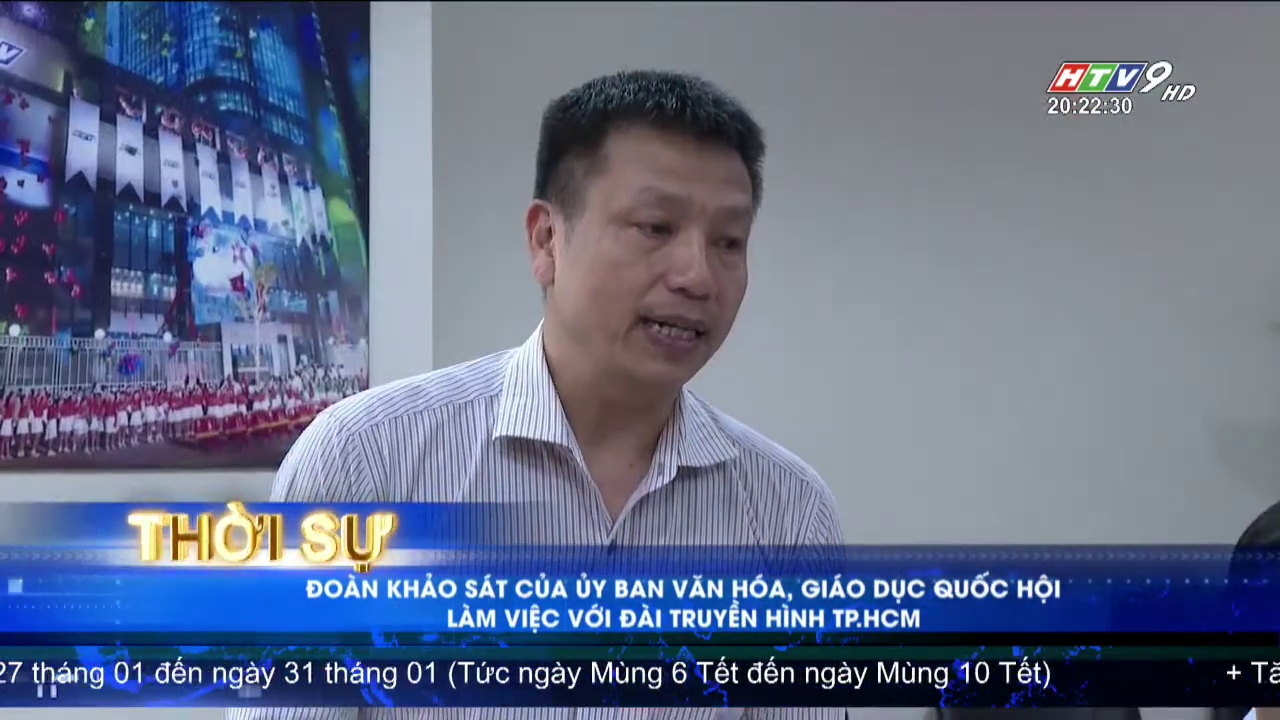 HTV9 HD
20:22:30
THỜI SỰ
ĐOÀN KHẢO SÁT CỦA ỦY BAN VĂN HÓA, GIÁO DỤC QUỐC HỘI
LÀM VIỆC VỚI ĐÀI TRUYỀN HÌNH TP.HCM
27 tháng 01 đến ngày 31 tháng 01 (Tức ngày Mùng 6 Tết đến ngày Mùng 10 Tết) + Tă